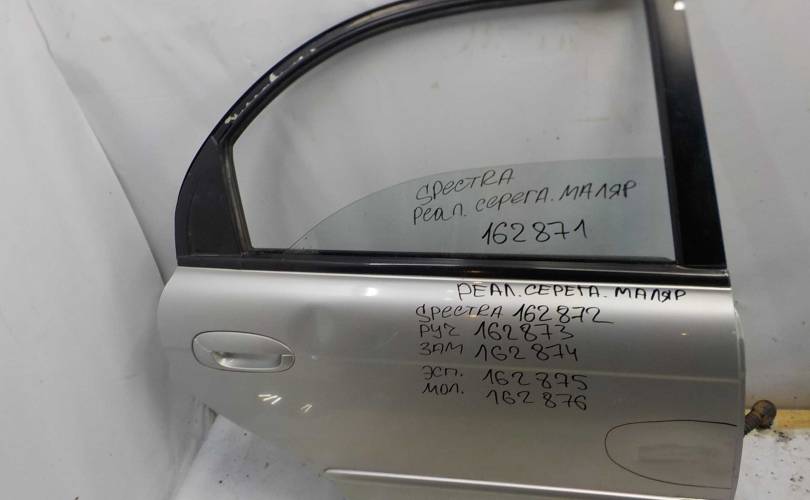 SPECTRA
РЕАЛ. СЕРЕГА. МАЛЯР
162871
РЕАЛ. СЕРЕГА. МАЛЯР
SPECTRA 162872
РУЧ 162873
ЗАМ 162874
ЭСП. 162875
МОЛ. 162876